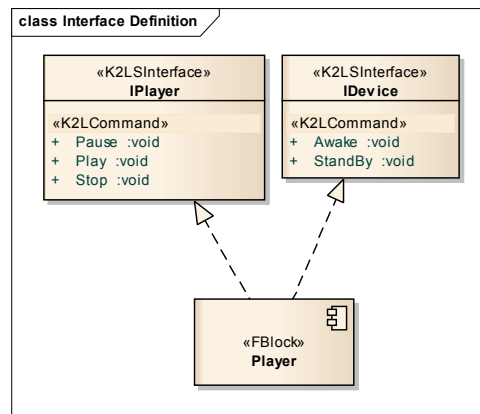 class Interface Definition
«K2LSInterface»
IPlayer
«K2LCommand»
+ Pause :void
+ Play :void
+ Stop :void
«K2LSInterface»
IDevice
«K2LCommand»
+ Awake :void
+ StandBy :void
«FBlock»
Player